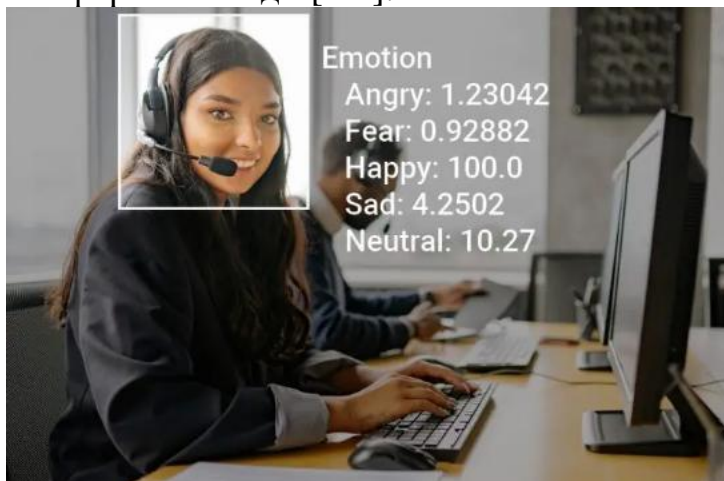 Emotion
Angry: 1.23042
Fear: 0.92882
Happy: 100.0
Sad: 4.2502
Neutral: 10.27